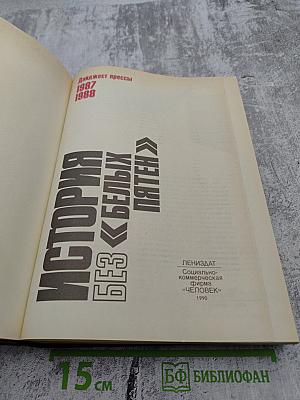 Дайджест прессы
1987
1988
ИСТОРИЯ
БЕЗ «БЕЛЫХ
ПЯТЕН»
ЛЕНИЗДАТ
Социально-
коммерческая
фирма
«ЧЕЛОВЕК»
1990
15 см
БФ БИБЛИОФАН